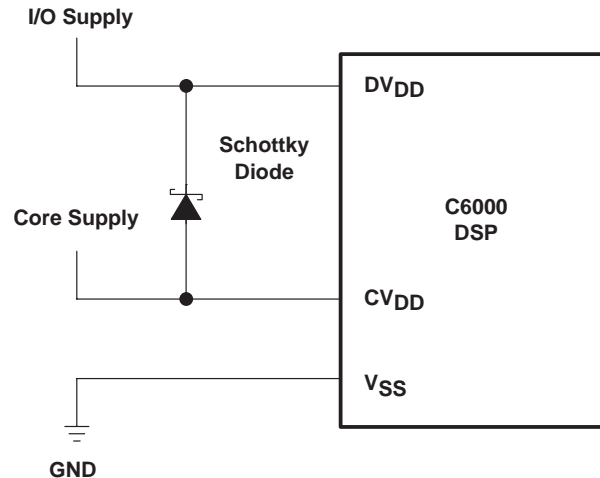 I/O Supply
DVDD
Schottky
Diode
C6000
DSP
Core Supply
CVDD
VSS
GND